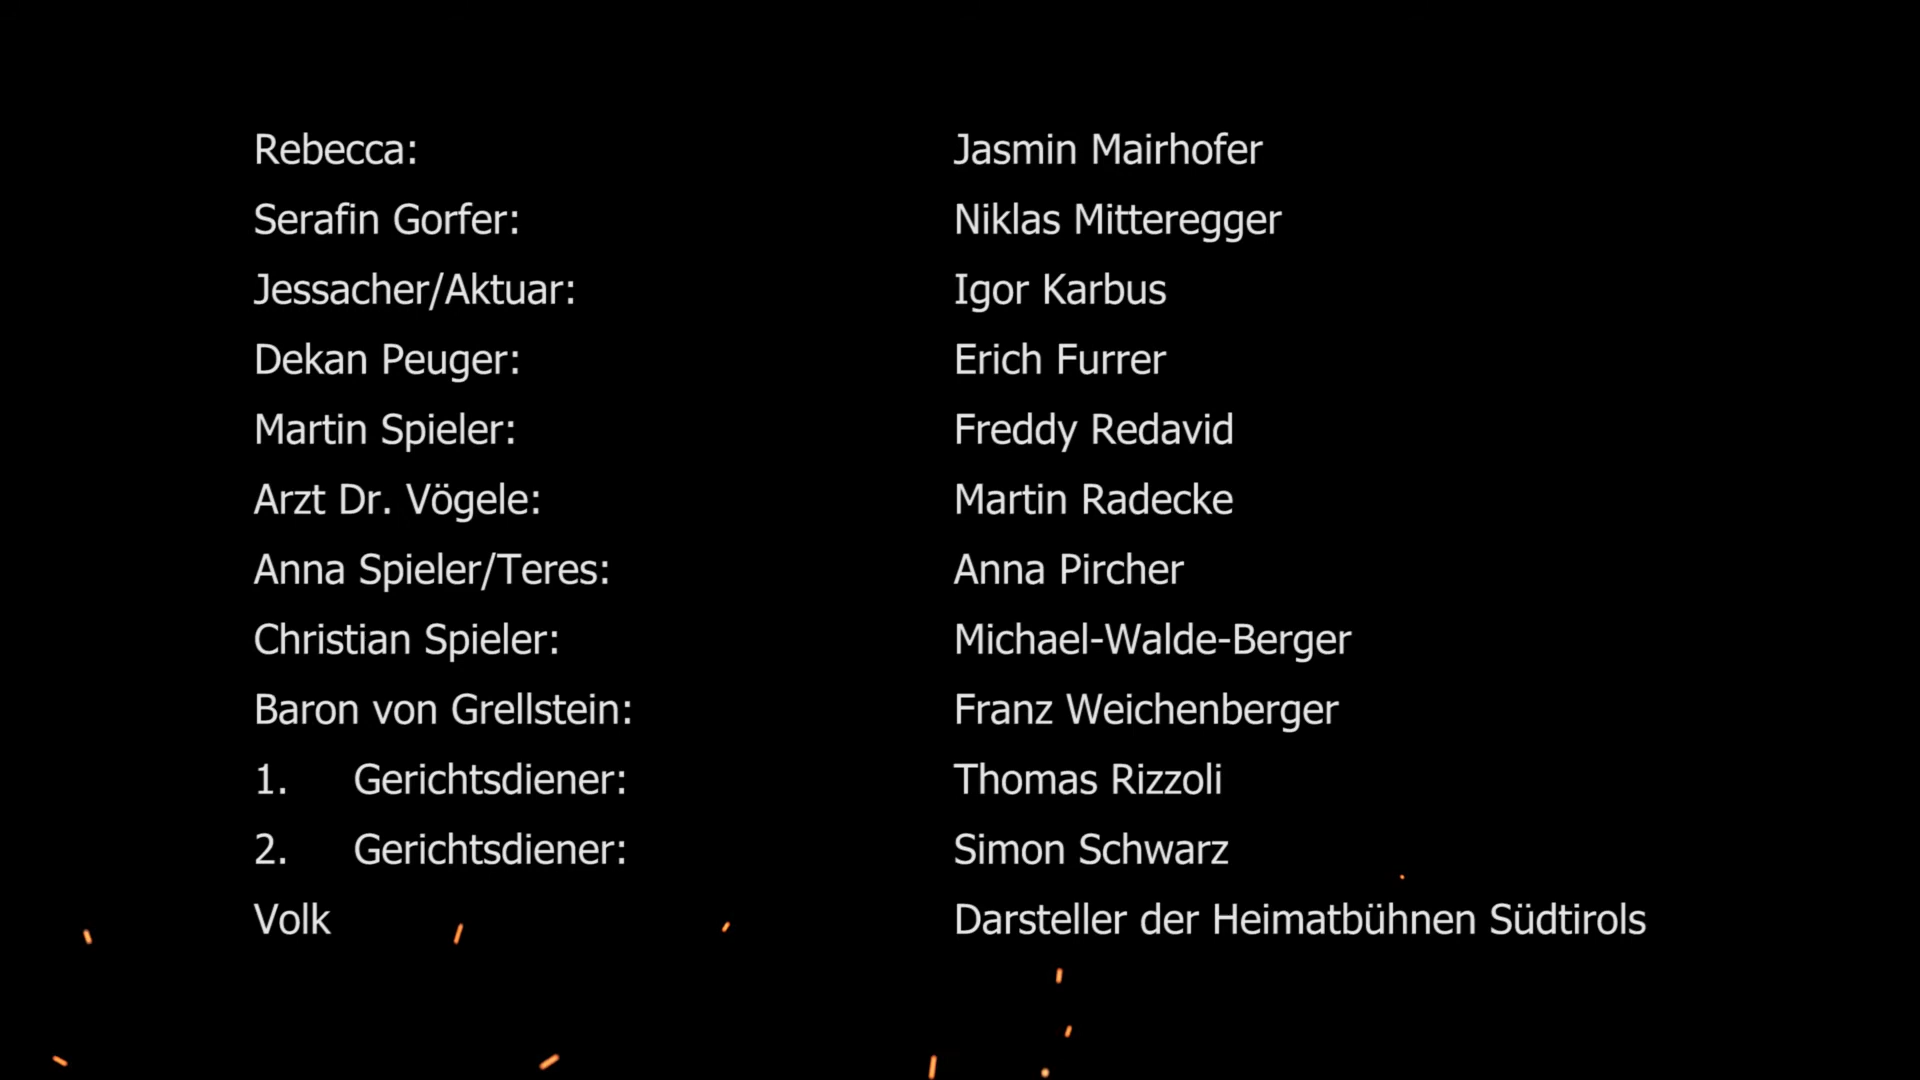 Rebecca: Jasmin Mairhofer
Serafin Gorfer: Niklas Mitteregger
Jessacher/Aktuar: Igor Karbus
Dekan Peuger: Erich Furrer
Martin Spieler: Freddy Redavid
Arzt Dr. Vögele: Martin Radecke
Anna Spieler/Teres: Anna Pircher
Christian Spieler: Michael-Walde-Berger
Baron von Grellstein: Franz Weichenberger
1. Gerichtsdiener: Thomas Rizzoli
2. Gerichtsdiener: Simon Schwarz
Volk Darsteller der Heimatbühnen Südtirols